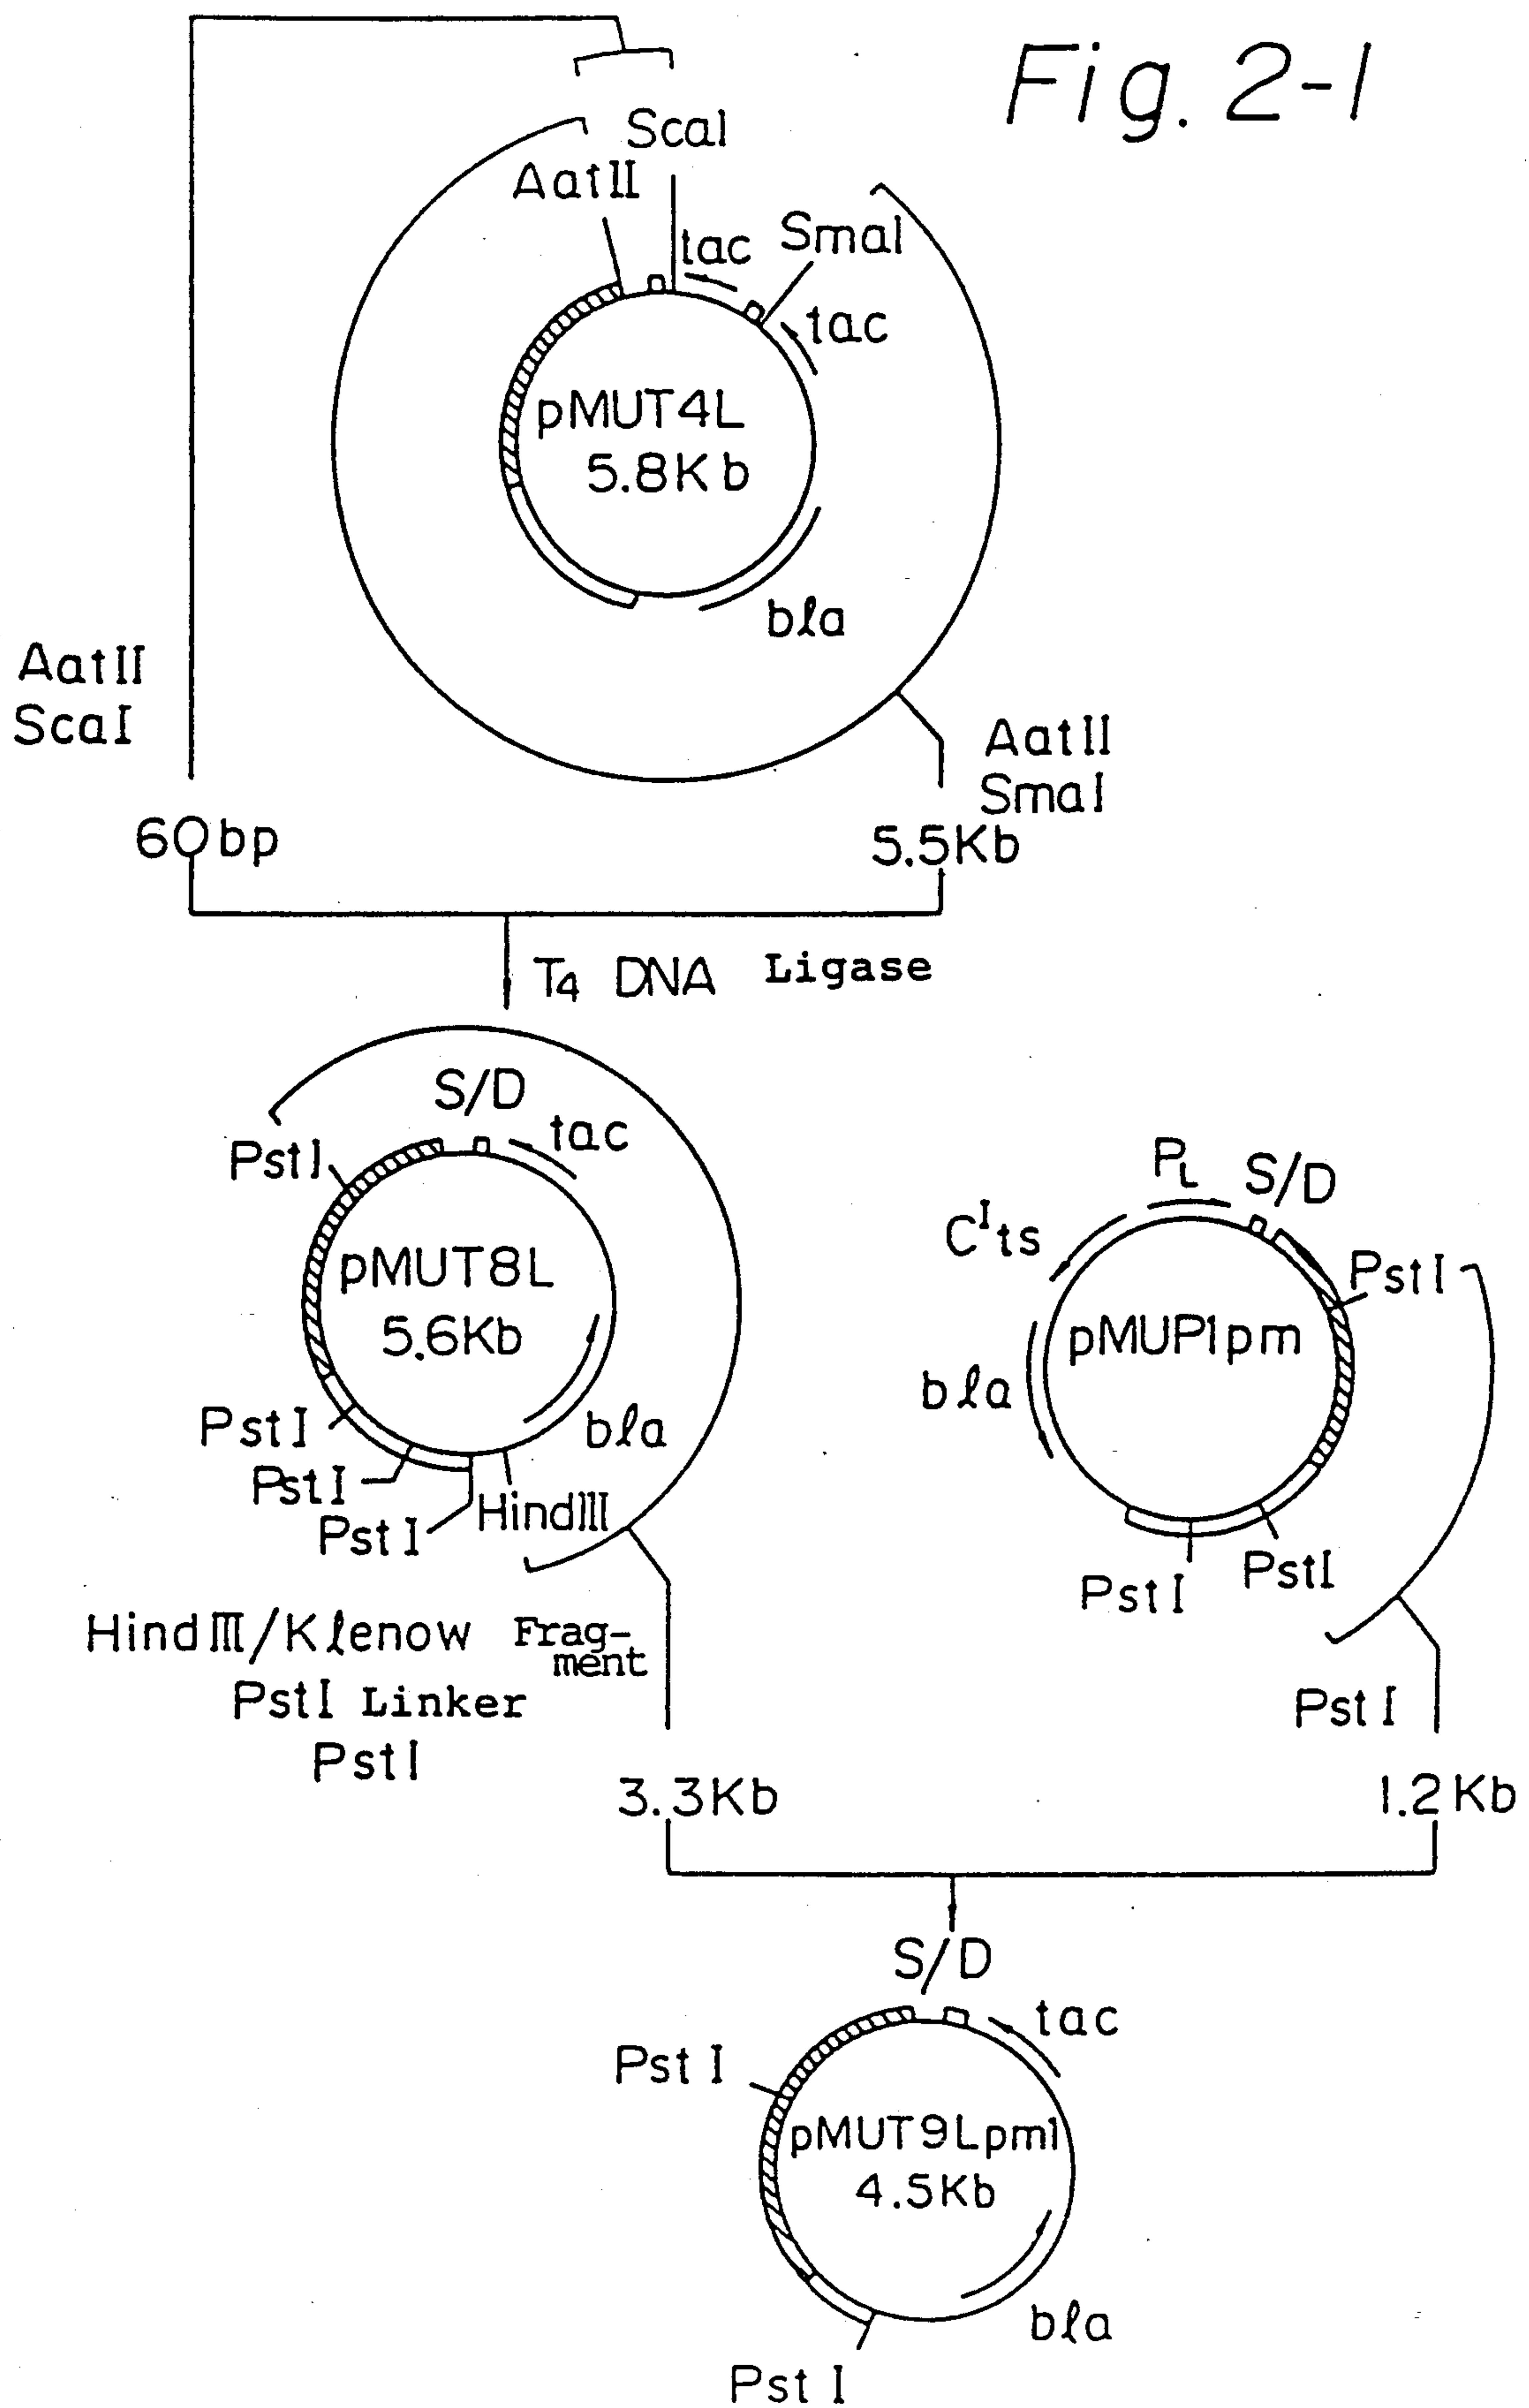 Fig. 2-1
ScaI
AatII
tac
SmaI
tac
pMUT4L
5.8Kb
bla
AatII
ScaI
AatII
SmaI
60bp
5.5Kb
T4 DNA Ligase
S/D
tac
PstI
pMUT8L
5.6Kb
bla
PstI
PstI
PstI
HindIII
PL
S/D
CIts
PstI
pMUP1pm
bla
PstI
PstI
HindIII/Klenow Frag-
ment
PstI Linker
PstI
PstI
3.3Kb
1.2Kb
S/D
tac
PstI
pMUT9Lpm1
4.5Kb
bla
PstI